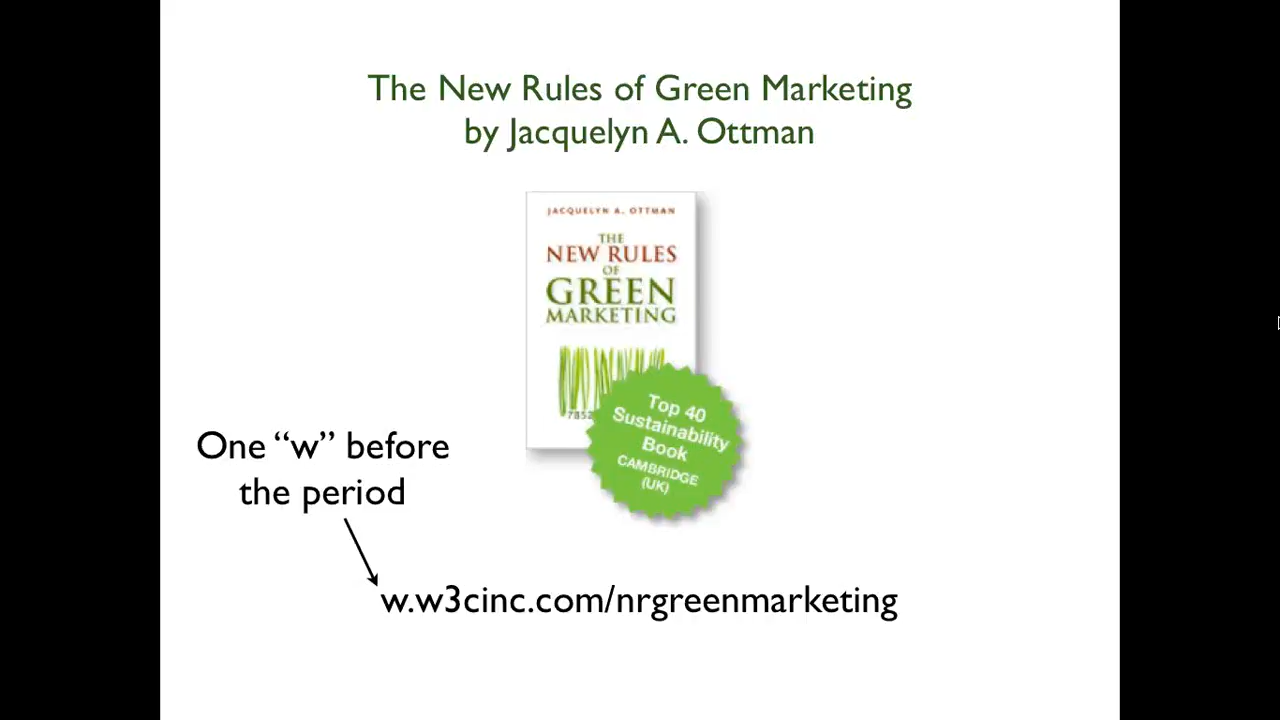 The New Rules of Green Marketing
by Jacquelyn A. Ottman
JACQUELYN A. OTTMAN
THE
NEW RULES
OF
GREEN
MARKETING
7852
Top 40
Sustainability
Book
CAMBRIDGE
(UK)
One “w” before
the period
w.w3cinc.com/nrgreenmarketing